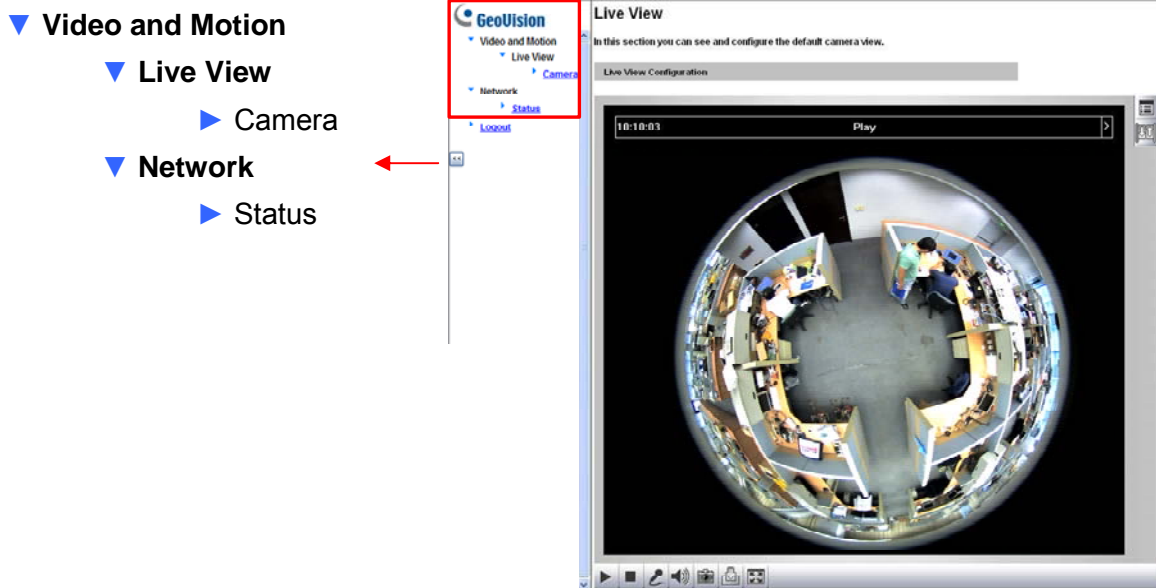 ▼ Video and Motion
▼ Live View
► Camera
▼ Network
► Status
GeoVision
Video and Motion
Live View
Camera
Network
Status
Logout
Live View
In this section you can see and configure the default camera view.
Live View Configuration
10:10:03 Play >